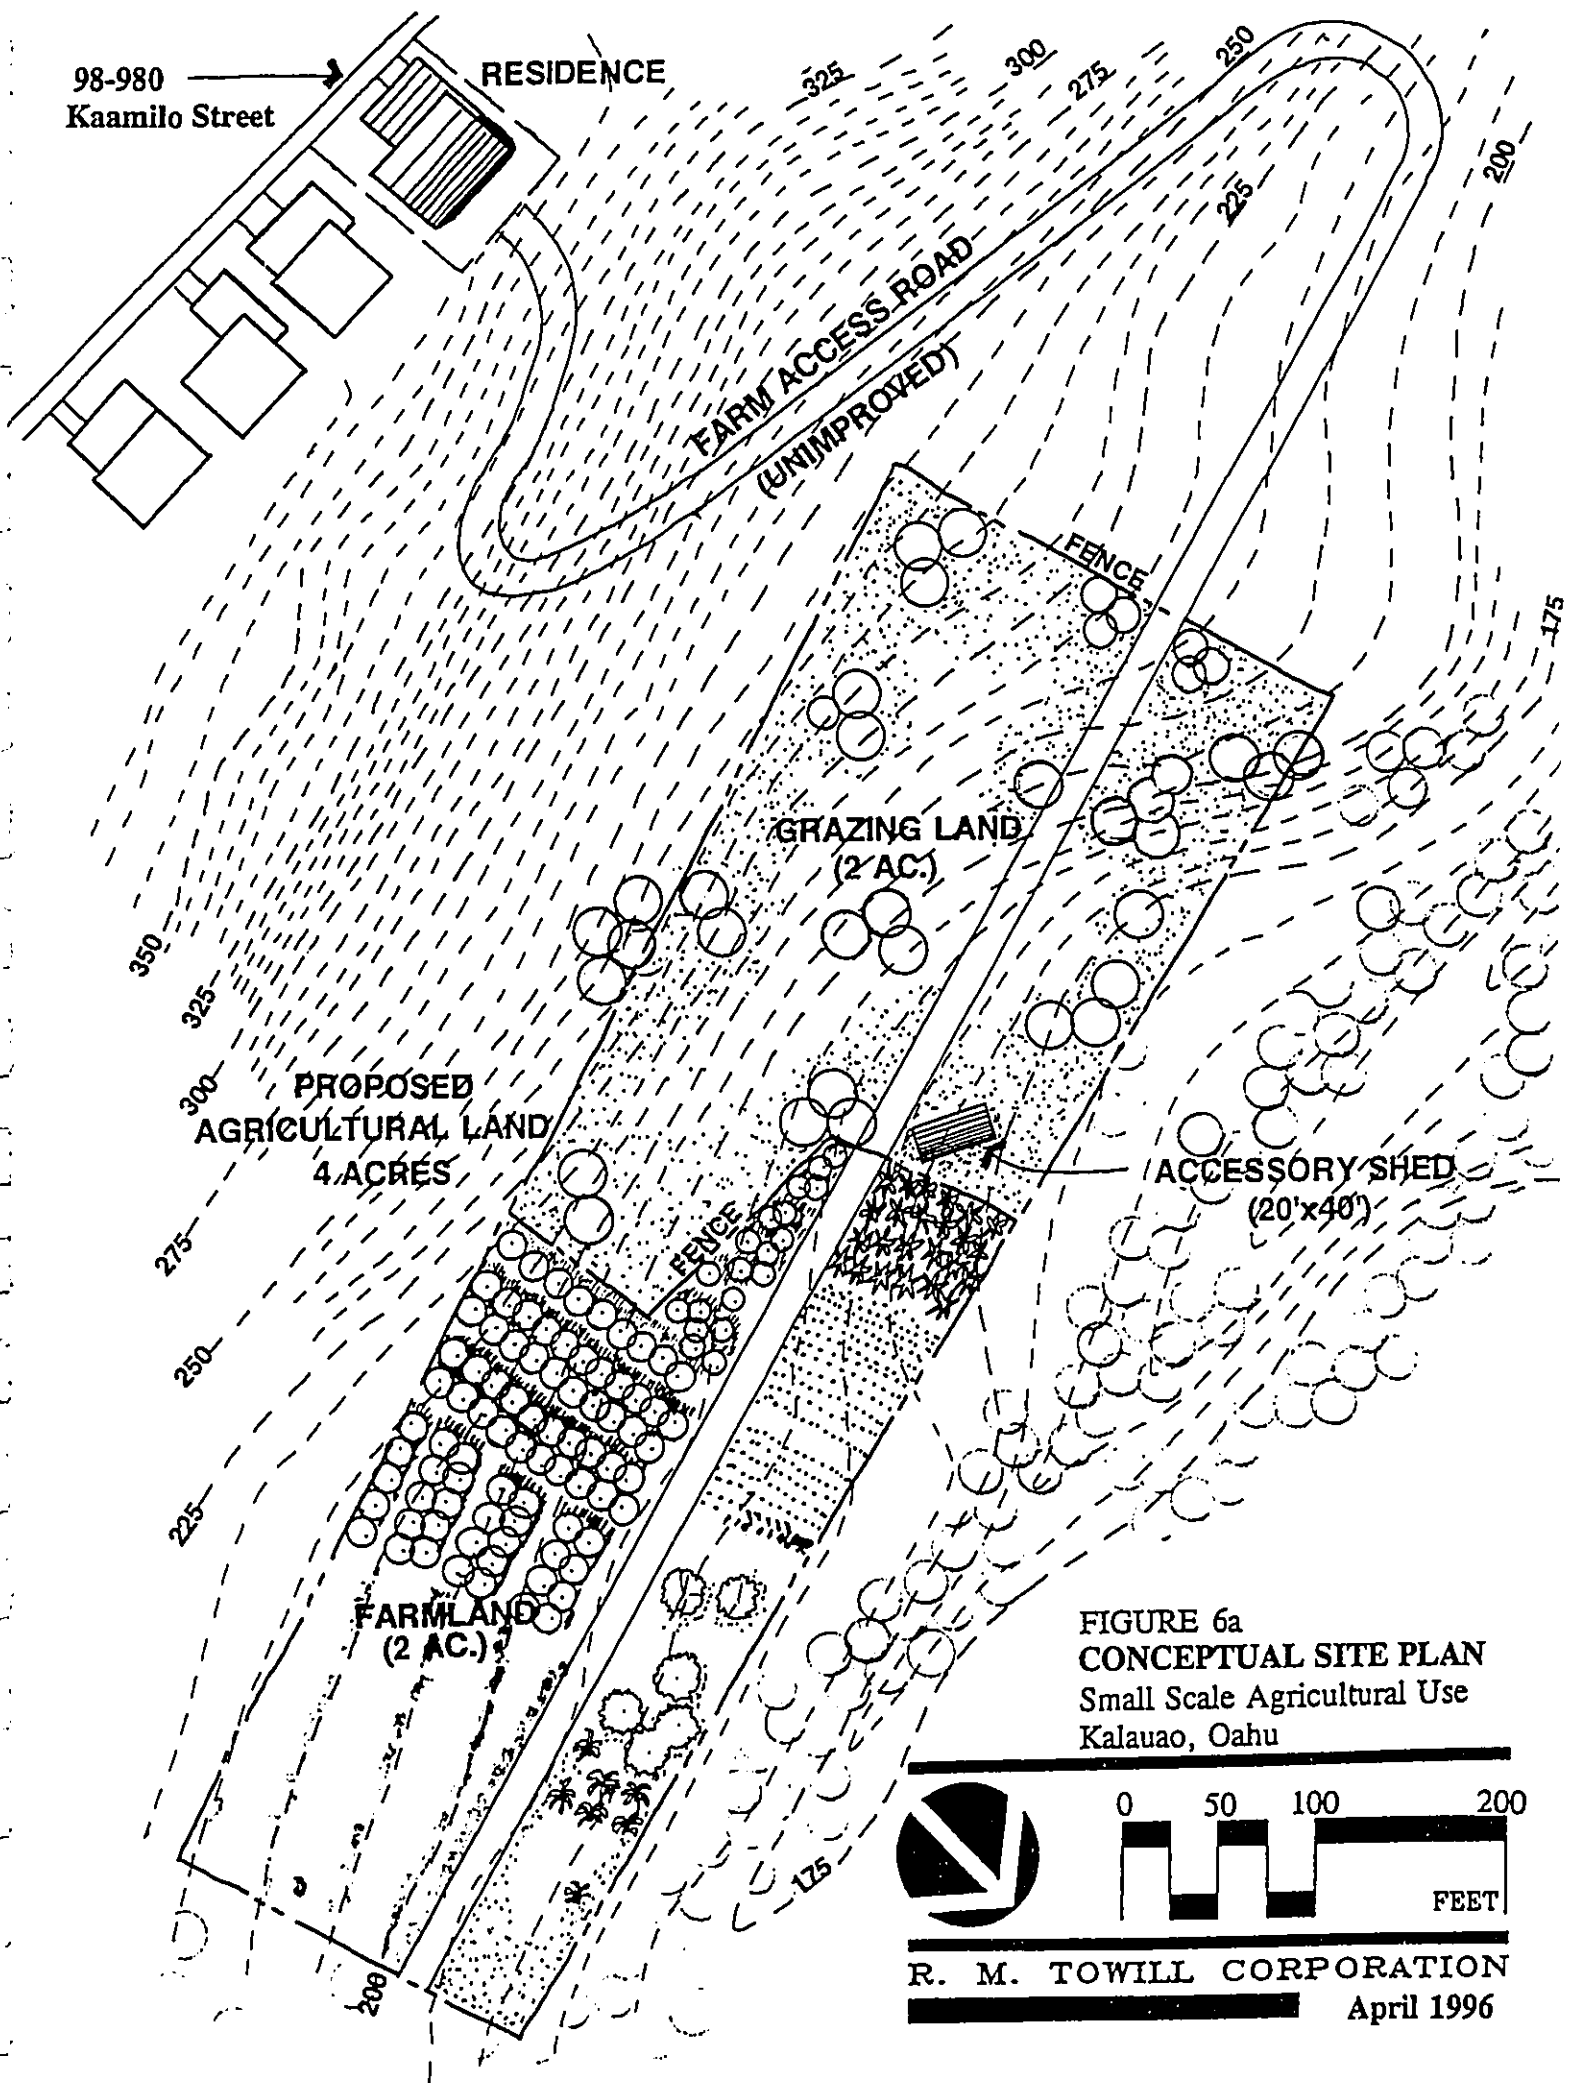 98-980
Kaamilo Street
RESIDENCE
325
300
275
250
225
200
FARM ACCESS ROAD
(UNIMPROVED)
FENCE
175
GRAZING LAND
(2 AC.)
350
325
300
PROPOSED
AGRICULTURAL LAND
4 ACRES
ACCESSORY SHED
(20'x40')
FENCE
275
250
225
FARMLAND
(2 AC.)
200
175
FIGURE 6a
CONCEPTUAL SITE PLAN
Small Scale Agricultural Use
Kalauao, Oahu
0 50 100 200
FEET
R. M. TOWILL CORPORATION
April 1996